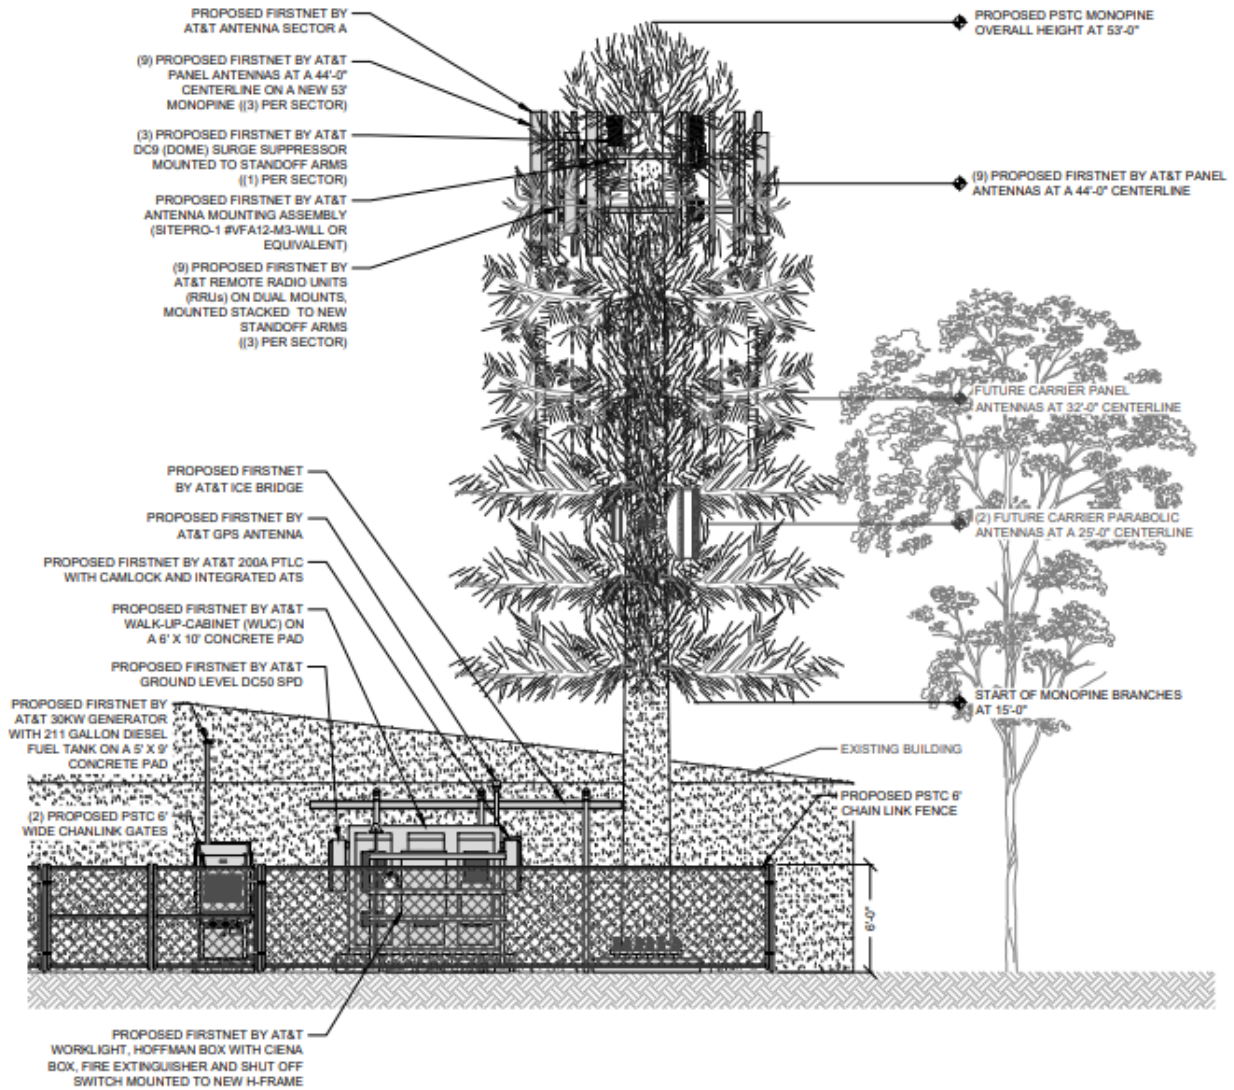 PROPOSED FIRSTNET BY
AT&T ANTENNA SECTOR A
(9) PROPOSED FIRSTNET BY AT&T
PANEL ANTENNAS AT A 44'-0"
CENTERLINE ON A NEW 53'
MONOPINE ((3) PER SECTOR)
(3) PROPOSED FIRSTNET BY AT&T
DC9 (DOME) SURGE SUPPRESSOR
MOUNTED TO STANDOFF ARMS
((1) PER SECTOR)
PROPOSED FIRSTNET BY AT&T
ANTENNA MOUNTING ASSEMBLY
(SITEPRO-1 #VFA12-M3-WILL OR
EQUIVALENT)
(9) PROPOSED FIRSTNET BY
AT&T REMOTE RADIO UNITS
(RRUs) ON DUAL MOUNTS,
MOUNTED STACKED TO NEW
STANDOFF ARMS
((3) PER SECTOR)
PROPOSED FIRSTNET
BY AT&T ICE BRIDGE
PROPOSED FIRSTNET BY
AT&T GPS ANTENNA
PROPOSED FIRSTNET BY AT&T 200A PTLC
WITH CAMLOCK AND INTEGRATED ATS
PROPOSED FIRSTNET BY AT&T
WALK-UP-CABINET (WUC) ON
A 6' X 10' CONCRETE PAD
PROPOSED FIRSTNET BY AT&T
GROUND LEVEL DC50 SPD
PROPOSED FIRSTNET BY
AT&T 30KW GENERATOR
WITH 211 GALLON DIESEL
FUEL TANK ON A 5' X 9'
CONCRETE PAD
(2) PROPOSED PSTC 6'
WIDE CHANLINK GATES
PROPOSED FIRSTNET BY AT&T
WORKLIGHT, HOFFMAN BOX WITH CIENA
BOX, FIRE EXTINGUISHER AND SHUT OFF
SWITCH MOUNTED TO NEW H-FRAME
PROPOSED PSTC MONOPINE
OVERALL HEIGHT AT 53'-0"
(9) PROPOSED FIRSTNET BY AT&T PANEL
ANTENNAS AT A 44'-0" CENTERLINE
FUTURE CARRIER PANEL
ANTENNAS AT 32'-0" CENTERLINE
(2) FUTURE CARRIER PARABOLIC
ANTENNAS AT A 25'-0" CENTERLINE
START OF MONOPINE BRANCHES
AT 15'-0"
EXISTING BUILDING
PROPOSED PSTC 6'
CHAIN LINK FENCE
6'-0"